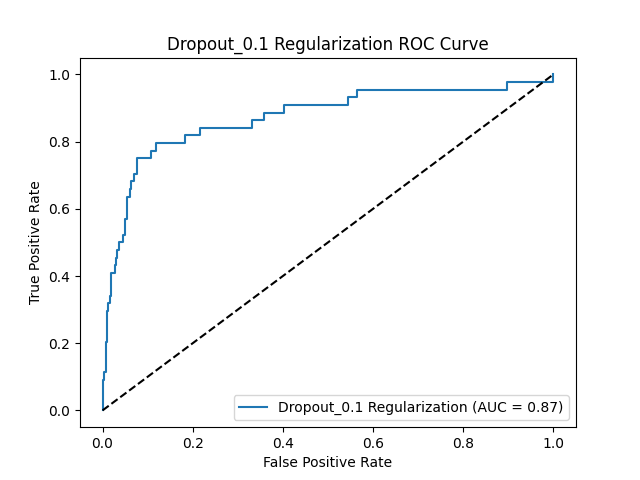 Dropout_0.1 Regularization ROC Curve
True Positive Rate
1.0
0.8
0.6
0.4
0.2
0.0
Dropout_0.1 Regularization (AUC = 0.87)
0.0 0.2 0.4 0.6 0.8 1.0
False Positive Rate